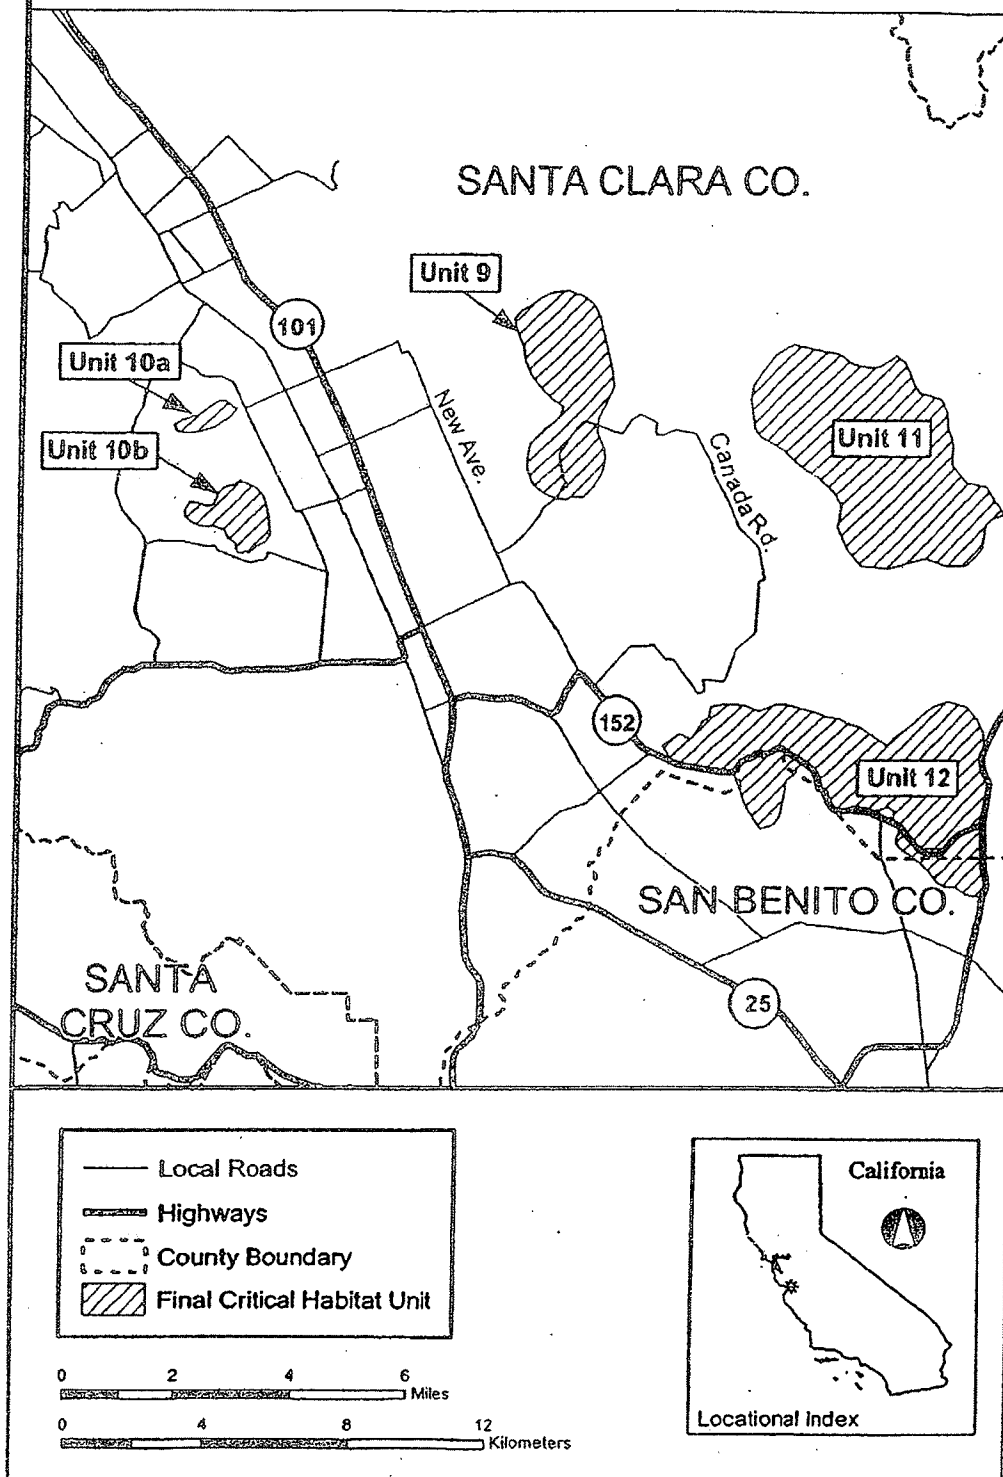 SANTA CLARA CO.
Unit 9
101
Unit 10a
New Ave.
Unit 11
Unit 10b
Canada Rd.
152
Unit 12
SAN BENITO CO.
SANTA
CRUZ CO.
25
Local Roads
Highways
County Boundary
Final Critical Habitat Unit
California
0 2 4 6
Miles
0 4 8 12
Kilometers
Locational Index